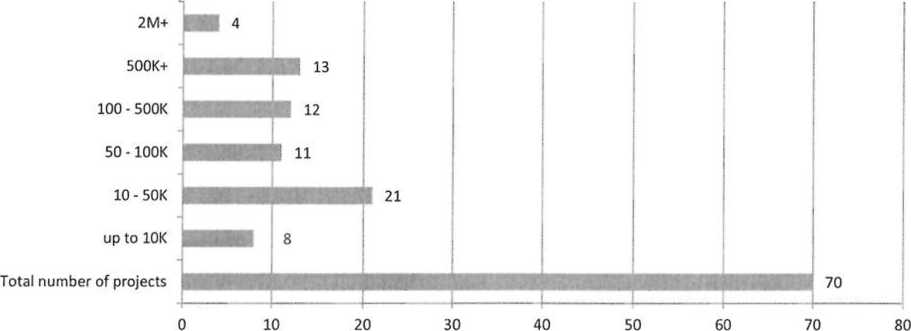 2M+ 4
500K+ 13
100 - 500K 12
50 - 100K 11
10 - 50K 21
up to 10K 8
Total number of projects 70
0 10 20 30 40 50 60 70 80